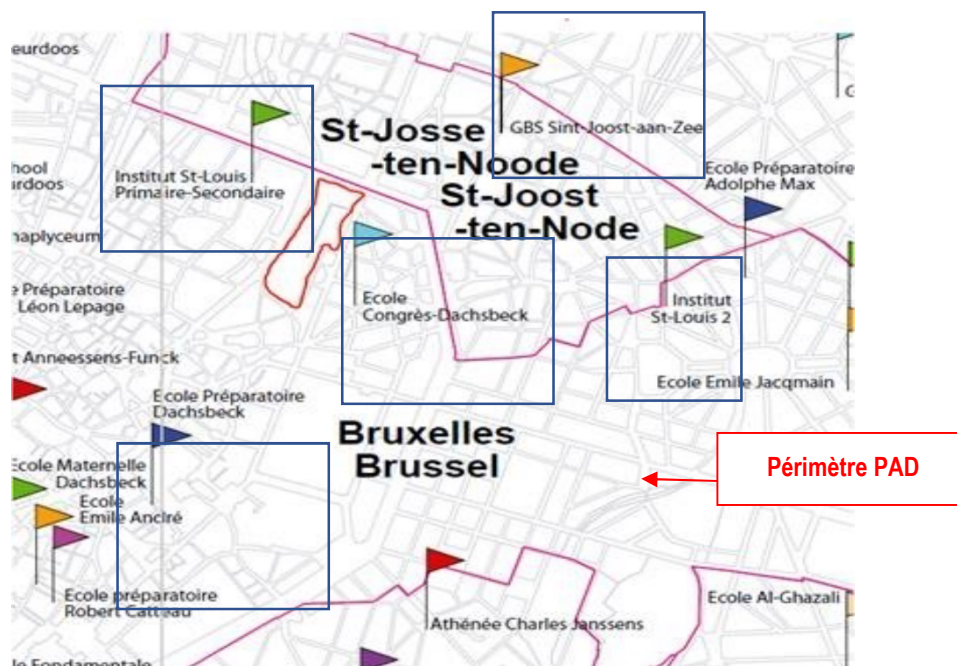 eurdoos
St-Josse
-ten-Noode
St-Joost
-ten-Node
GBS Sint-Joost-aan-Zee
G
Institut St-Louis
Primaire-Secondaire
hool
urdoos
Ecole Préparatoire
Adolphe Max
naplyceum
e Préparatoire
Léon Lepage
Ecole
Congrès-Dachsbeck
Institut
St-Louis 2
t Anneessens-Funck
Ecole Emile Jacqmain
Ecole Préparatoire
Dachsbeck
Bruxelles
Brussel
Périmètre PAD
Ecole Maternelle
Dachsbeck
Ecole
Emile André
Ecole préparatoire
Robert Catteau
Athénée Charles Janssens
Ecole Al-Ghazali
le Fondamentale